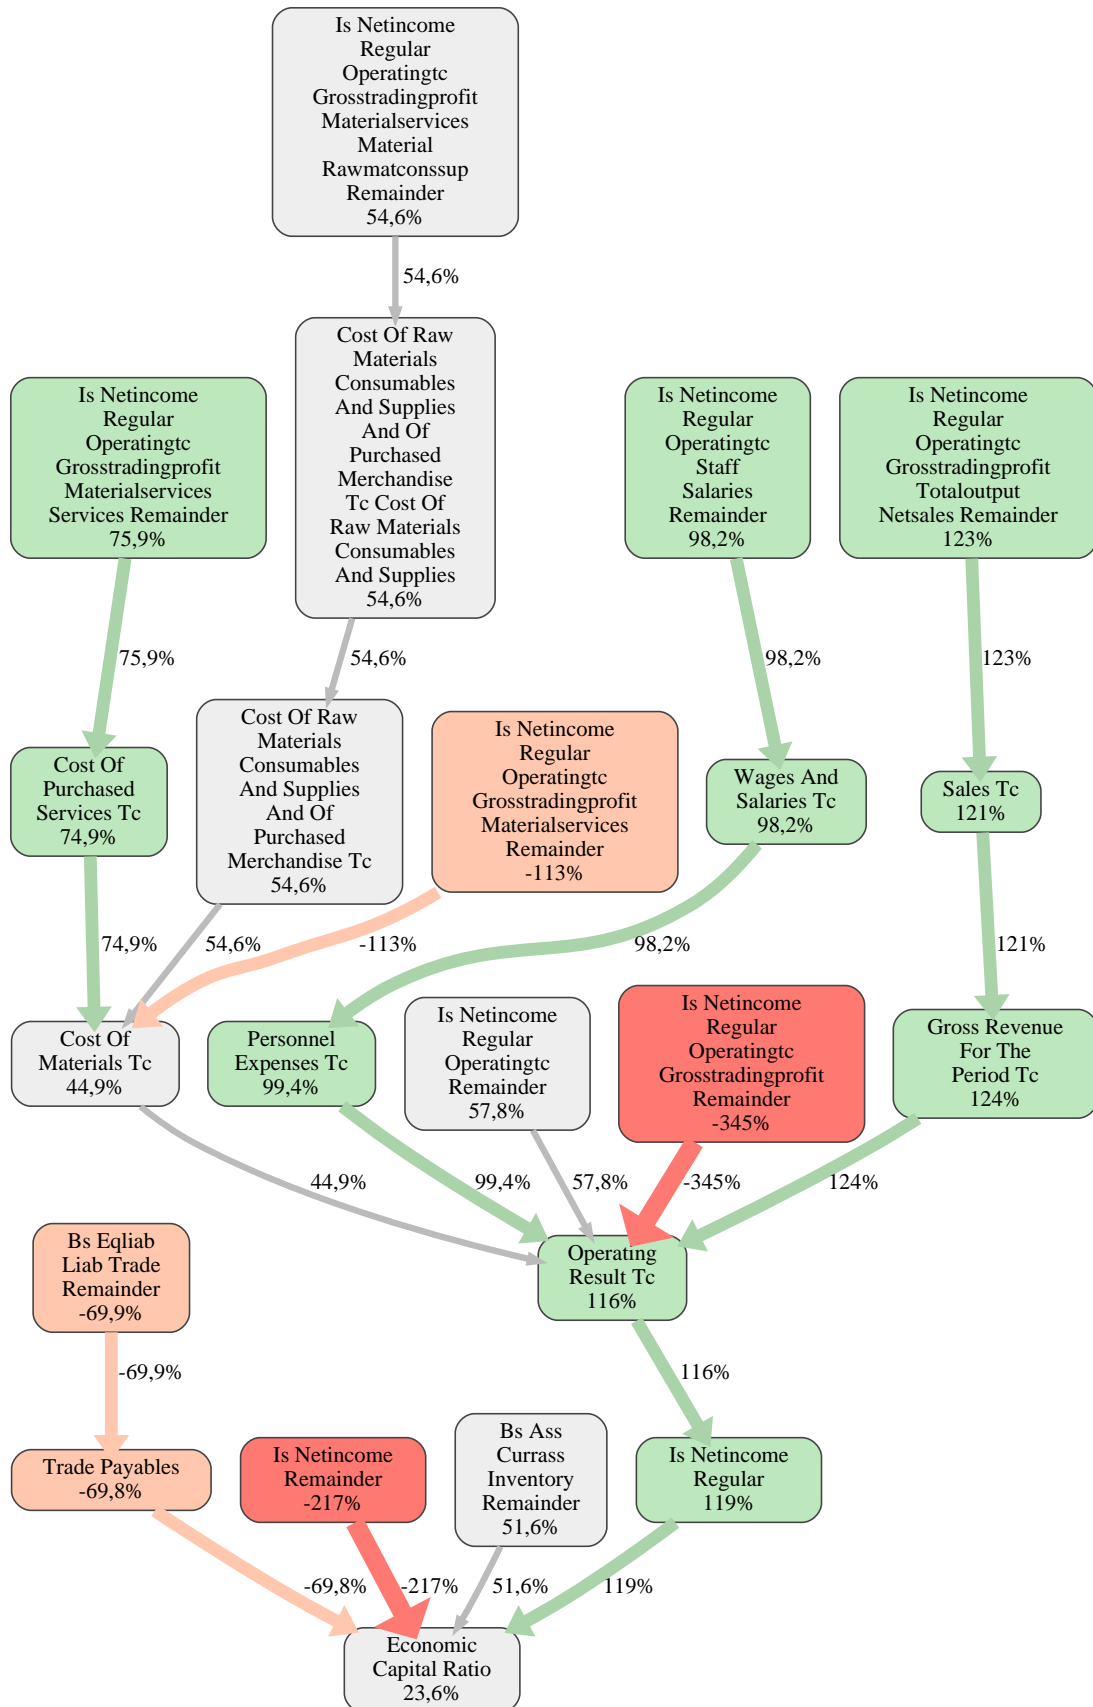 Is Netincome
Regular
Operatingtc
Grosstradingprofit
Materialservices
Material
Rawmatconssup
Remainder
54,6%
54,6%
Cost Of Raw
Materials
Consumables
And Supplies
And Of
Purchased
Merchandise
Tc Cost Of
Raw Materials
Consumables
And Supplies
54,6%
Is Netincome
Regular
Operatingtc
Grosstradingprofit
Materialservices
Services Remainder
75,9%
Is Netincome
Regular
Operatingtc
Staff
Salaries
Remainder
98,2%
Is Netincome
Regular
Operatingtc
Grosstradingprofit
Totaloutput
Netsales Remainder
123%
75,9%
54,6%
98,2%
123%
Cost Of
Purchased
Services Tc
74,9%
Cost Of Raw
Materials
Consumables
And Supplies
And Of
Purchased
Merchandise Tc
54,6%
Is Netincome
Regular
Operatingtc
Grosstradingprofit
Materialservices
Remainder
-113%
Wages And
Salaries Tc
98,2%
Sales Tc
121%
74,9%
54,6%
-113%
98,2%
121%
Cost Of
Materials Tc
44,9%
Personnel
Expenses Tc
99,4%
Is Netincome
Regular
Operatingtc
Remainder
57,8%
Is Netincome
Regular
Operatingtc
Grosstradingprofit
Remainder
-345%
Gross Revenue
For The
Period Tc
124%
44,9%
99,4%
57,8%
-345%
124%
Bs Eqliab
Liab Trade
Remainder
-69,9%
Operating
Result Tc
116%
-69,9%
116%
Trade Payables
-69,8%
Is Netincome
Remainder
-217%
Bs Ass
Currass
Inventory
Remainder
51,6%
Is Netincome
Regular
119%
-69,8%
-217%
51,6%
119%
Economic
Capital Ratio
23,6%